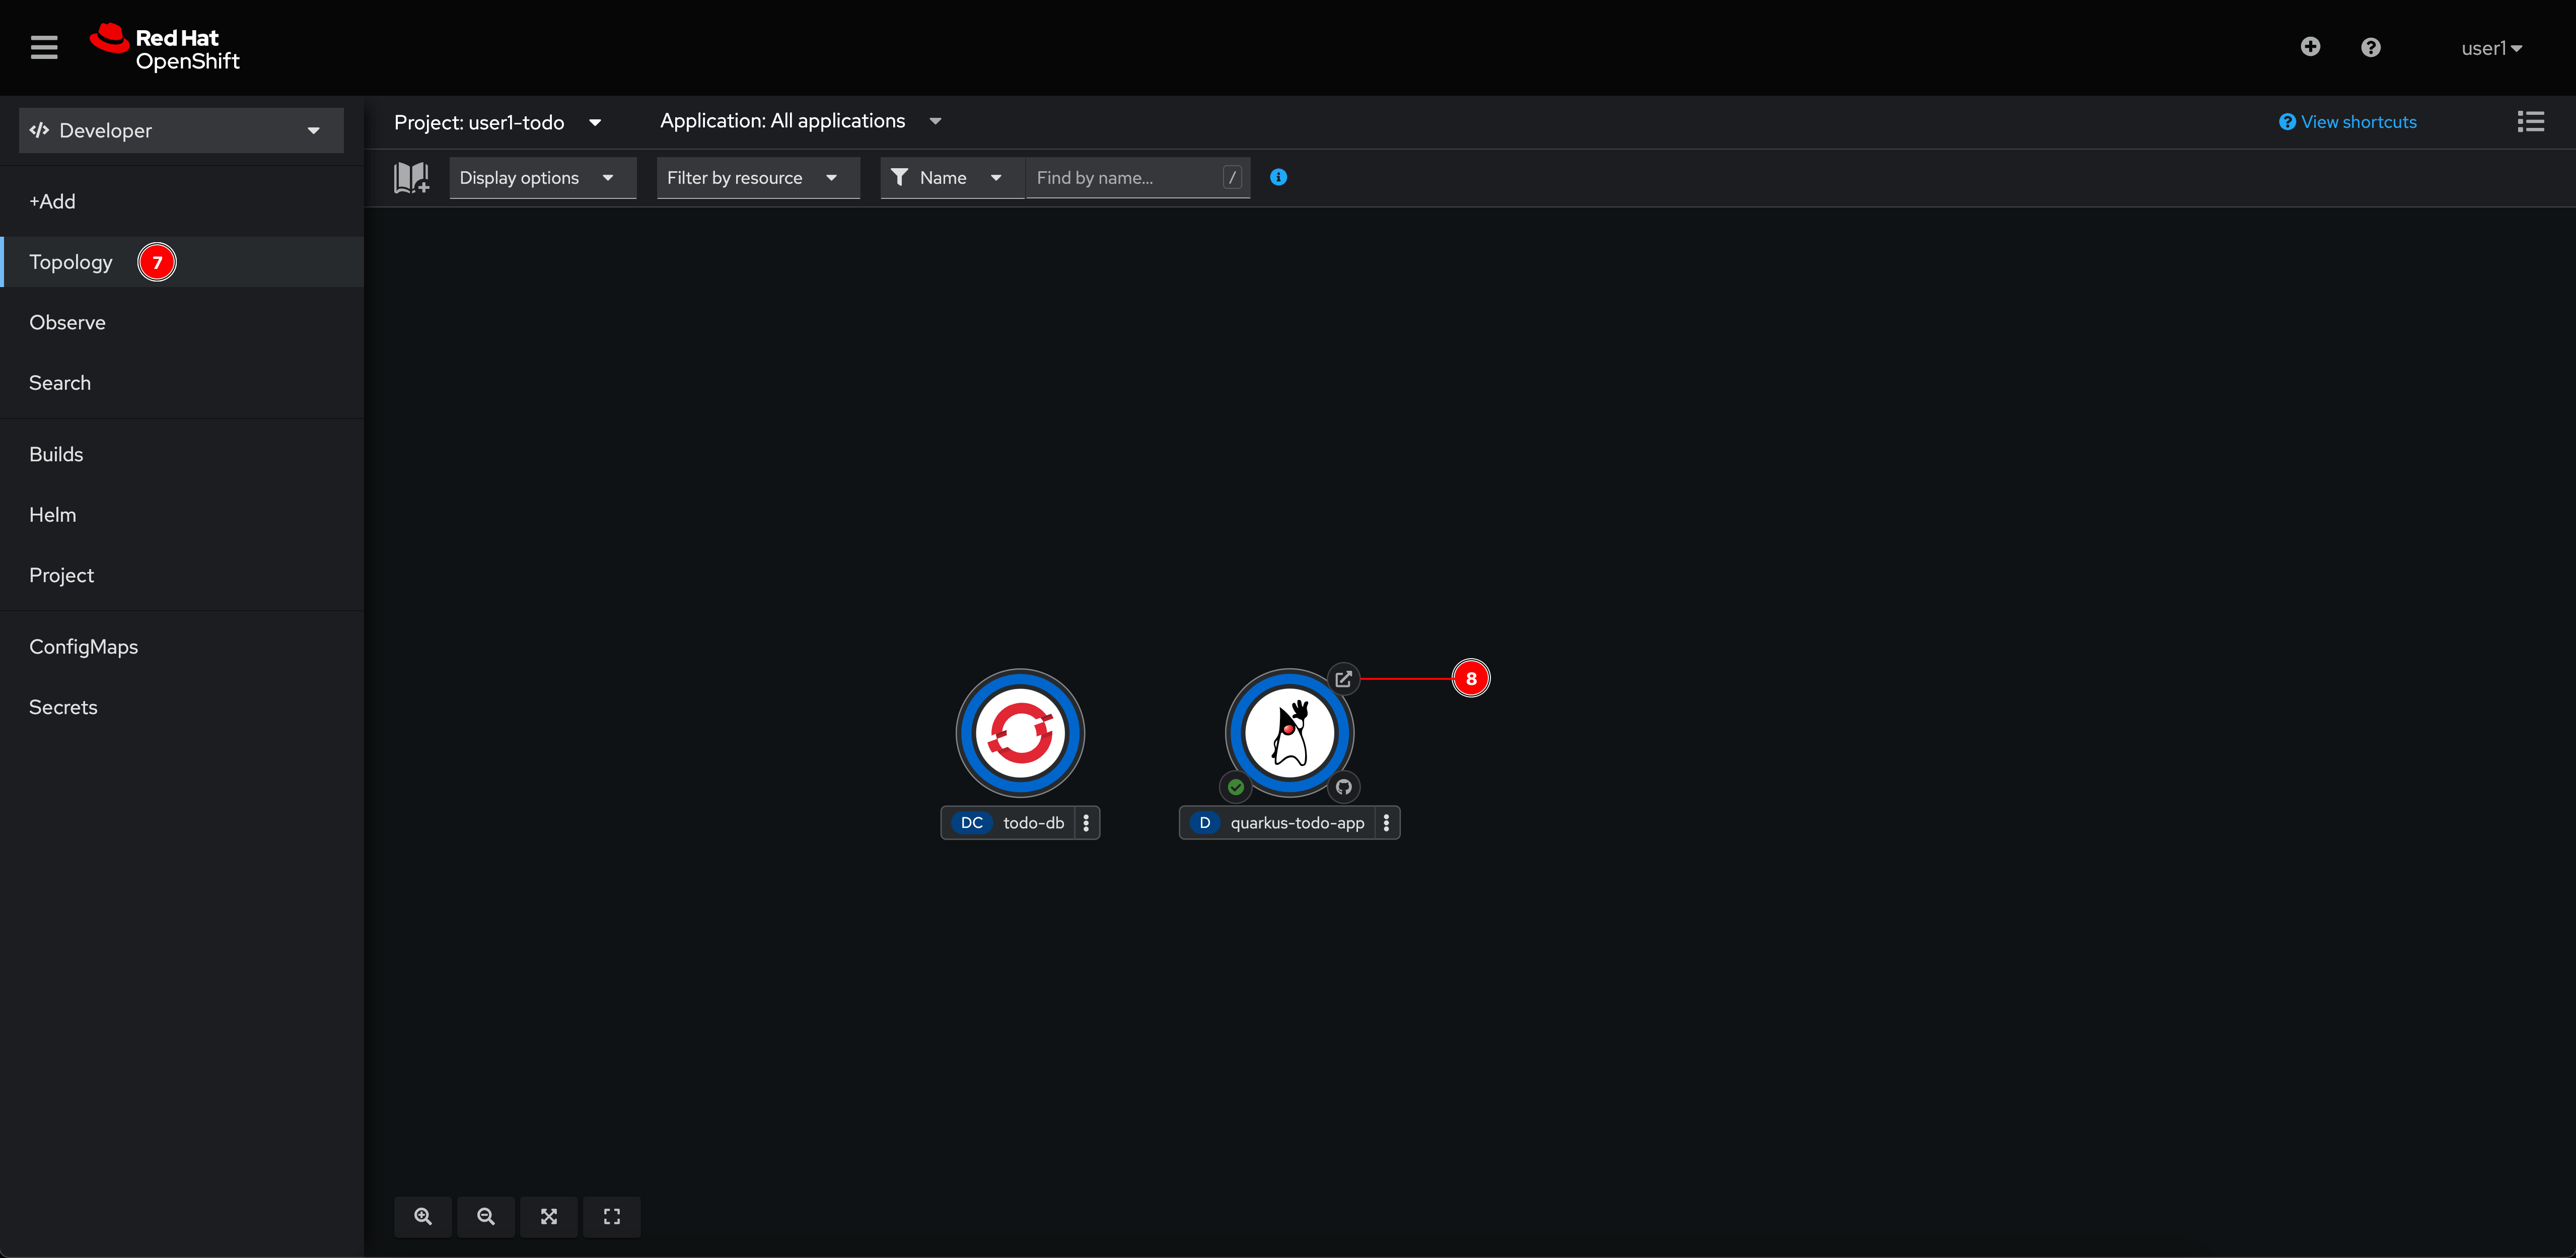 Red Hat
OpenShift
user1
Developer
Project: user1-todo
Application: All applications
View shortcuts
Display options
Filter by resource
Name
Find by name...
/
+Add
Topology
7
Observe
Search
Builds
Helm
Project
ConfigMaps
Secrets
8
DC todo-db
D quarkus-todo-app